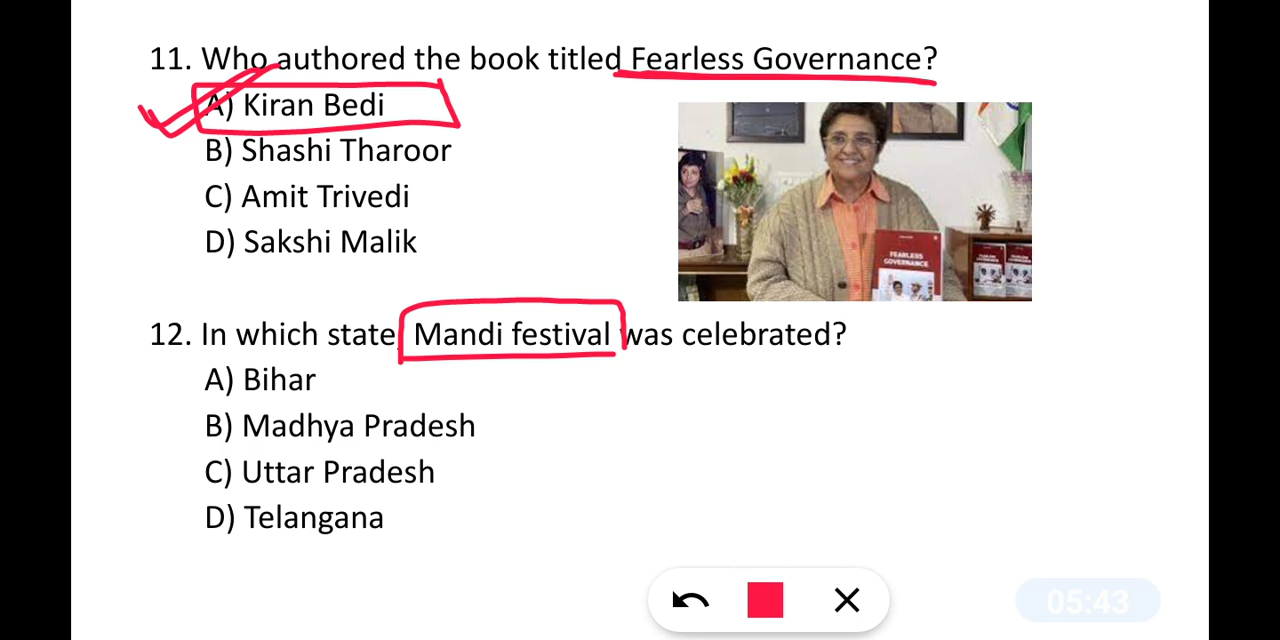 11. Who authored the book titled Fearless Governance?
A) Kiran Bedi
B) Shashi Tharoor
C) Amit Trivedi
D) Sakshi Malik
FEARLESS
GOVERNANCE
12. In which state Mandi festival was celebrated?
A) Bihar
B) Madhya Pradesh
C) Uttar Pradesh
D) Telangana
05:43